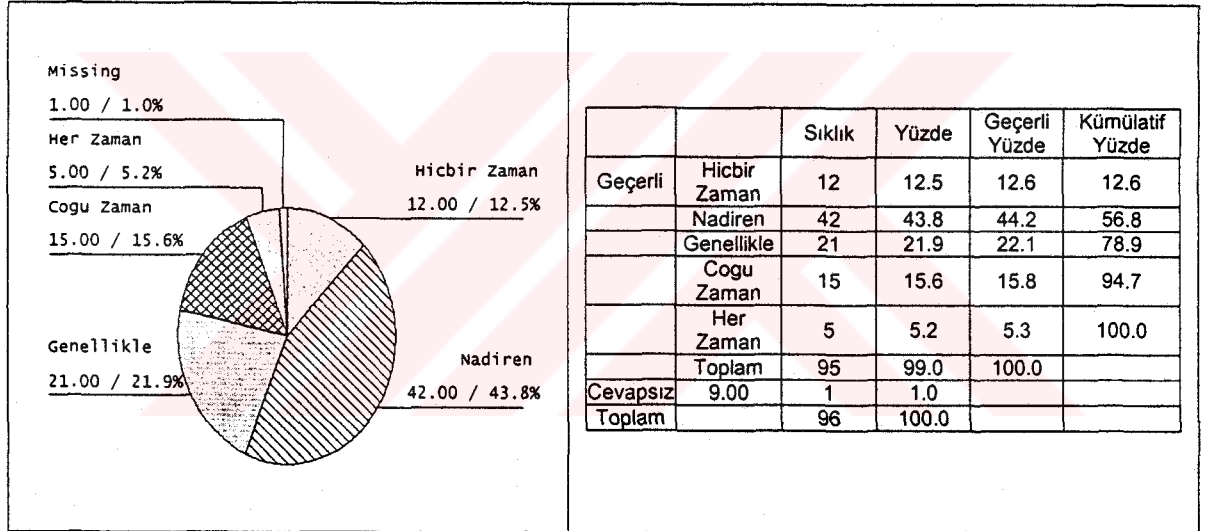 Missing
1.00 / 1.0%
Her Zaman
5.00 / 5.2%
Cogu Zaman
15.00 / 15.6%
Genellikle
21.00 / 21.9%
Hicbir Zaman
12.00 / 12.5%
Nadiren
42.00 / 43.8%
Sıklık Yüzde Geçerli Yüzde Kümülatif Yüzde
Geçerli Hicbir Zaman 12 12.5 12.6 12.6
Nadiren 42 43.8 44.2 56.8
Genellikle 21 21.9 22.1 78.9
Cogu Zaman 15 15.6 15.8 94.7
Her Zaman 5 5.2 5.3 100.0
Toplam 95 99.0 100.0
Cevapsız 9.00 1 1.0
Toplam 96 100.0